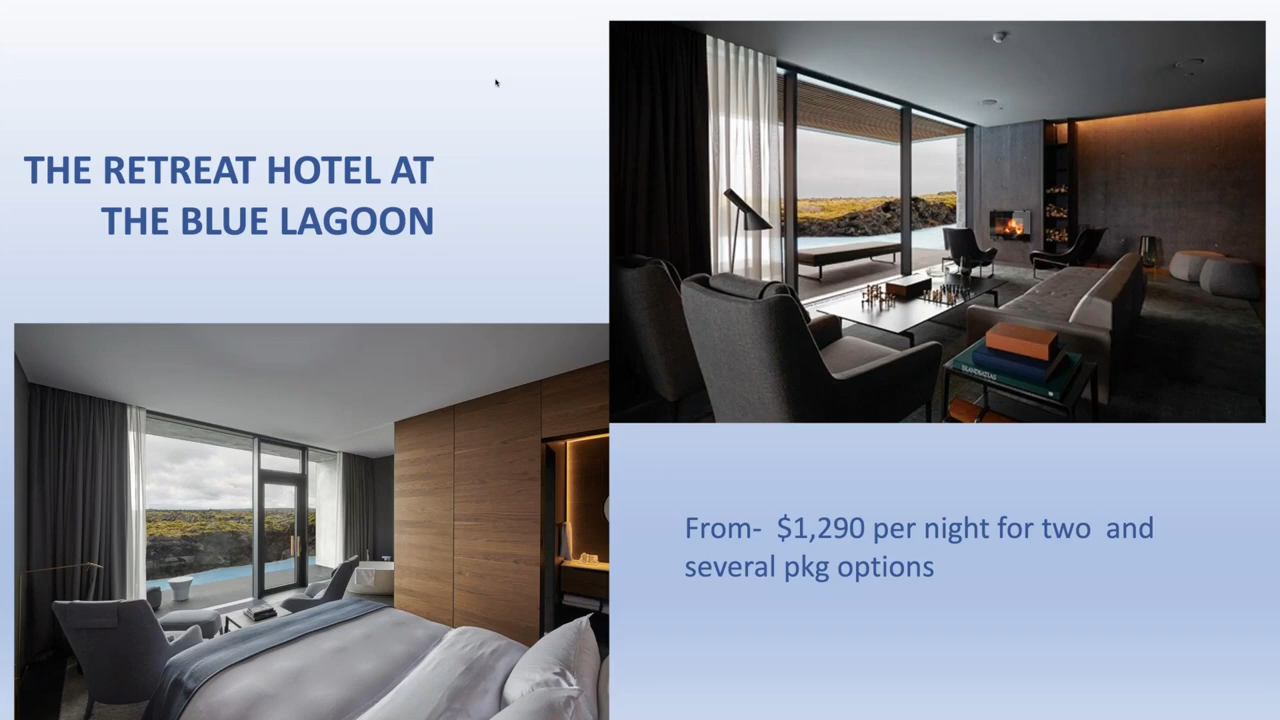 THE RETREAT HOTEL AT
THE BLUE LAGOON
From-  $1,290 per night for two  and
several pkg options